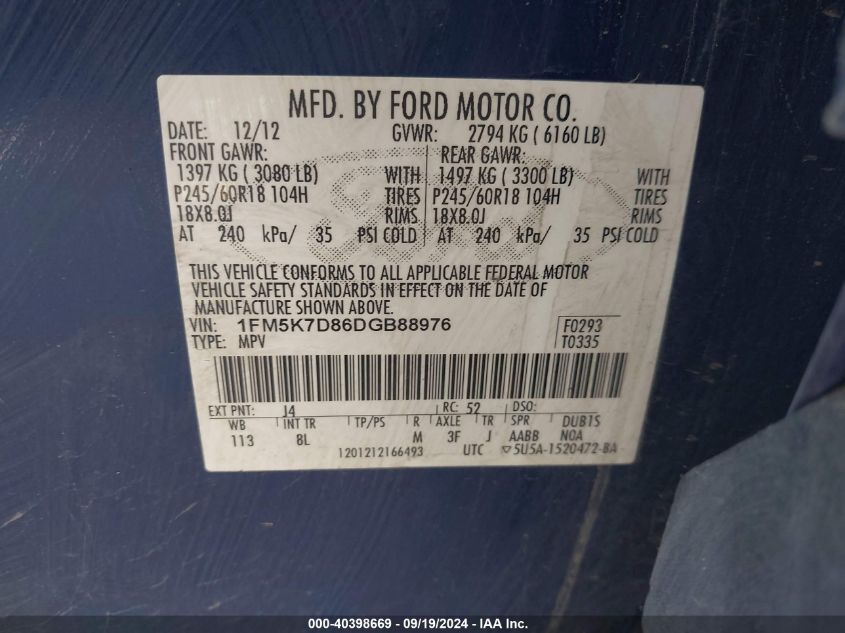 MFD. BY FORD MOTOR CO.
DATE: 12/12 GVWR: 2794 KG ( 6160 LB)
FRONT GAWR: REAR GAWR:
1397 KG ( 3080 LB) WITH 1497 KG ( 3300 LB) WITH
P245/60R18 104H TIRES P245/60R18 104H TIRES
18X8.0J RIMS 18X8.0J RIMS
AT 240 kPa/ 35 PSI COLD AT 240 kPa/ 35 PSI COLD
THIS VEHICLE CONFORMS TO ALL APPLICABLE FEDERAL MOTOR
VEHICLE SAFETY STANDARDS IN EFFECT ON THE DATE OF
MANUFACTURE SHOWN ABOVE.
VIN: 1FM5K7D86DGB88976 F0293
TYPE: MPV T0335
EXT PNT: J4 RC: 52 DSO:
WB INT TR TP/PS R AXLE TR SPR DUBTS
113 8L M 3F J AABB NOA
1201212166493 UTC ▽5U5A-1520472-BA
000-40398669 - 09/19/2024 - IAA Inc.